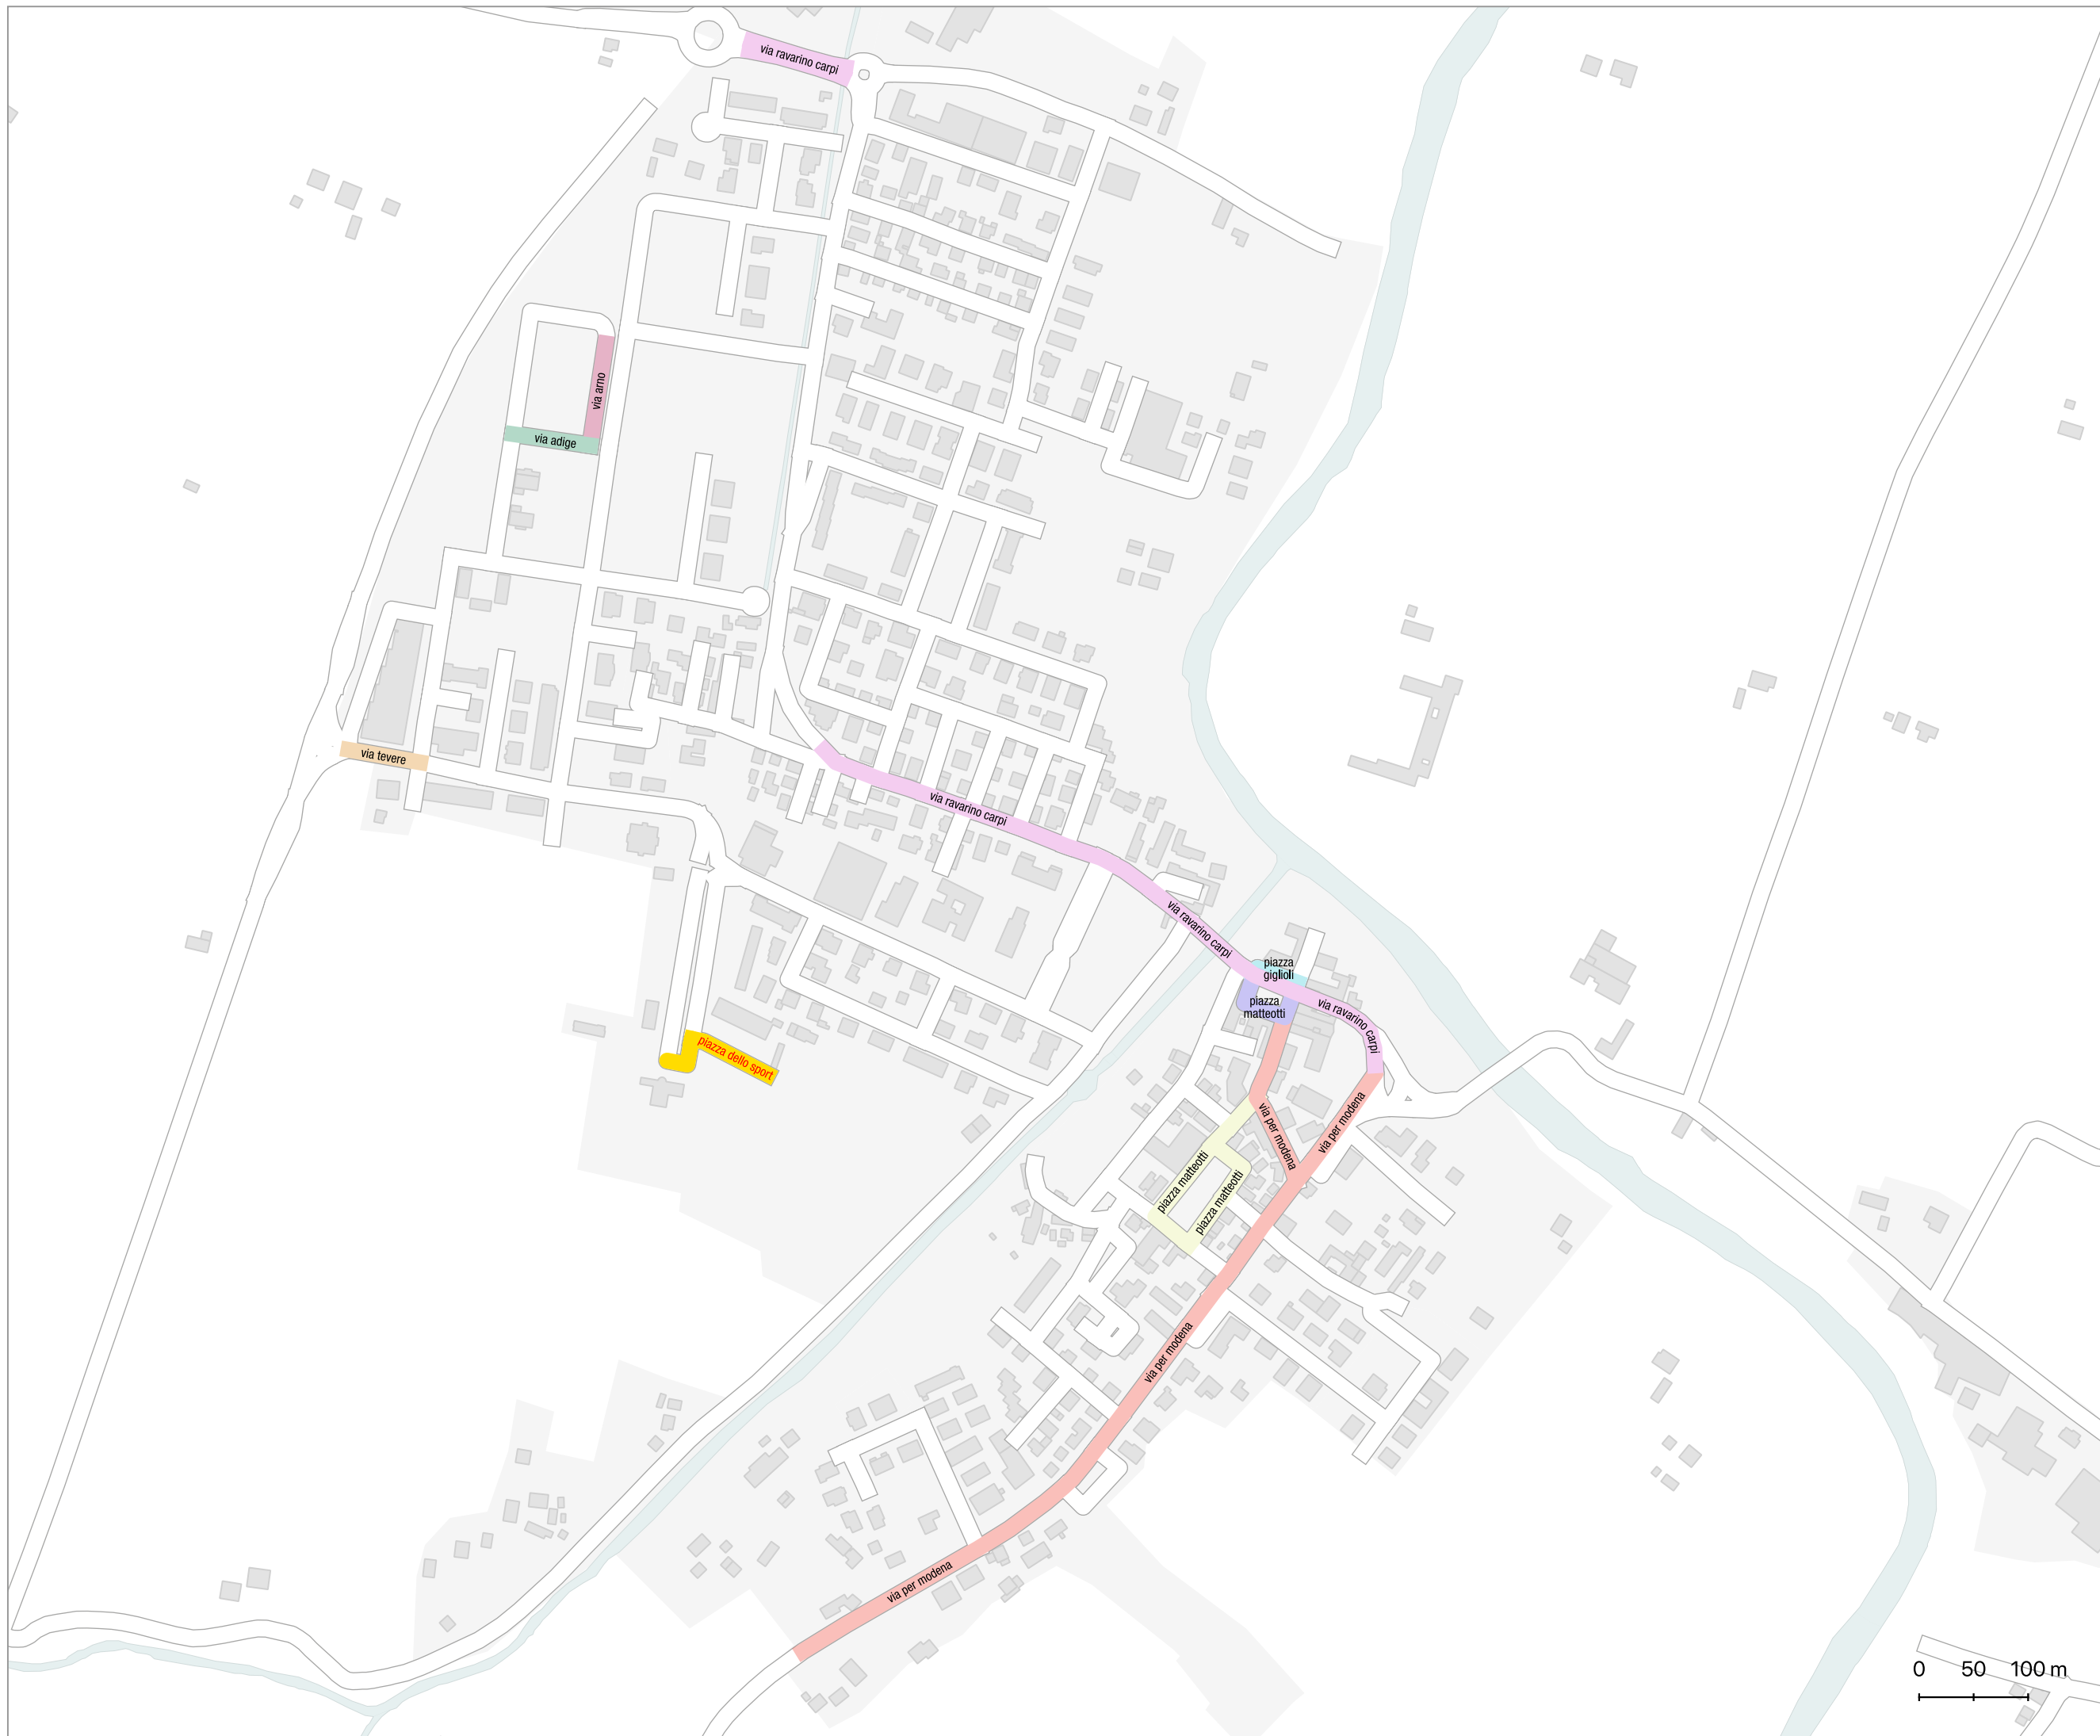 via ravarino carpi
via arno
via adige
via tevere
via ravarino carpi
via ravarino carpi
piazza
giglioli
piazza
matteotti
via ravarino carpi
piazza dello sport
via per modena
via per modena
piazza matteotti
piazza matteotti
via per modena
via per modena
0 50 100 m